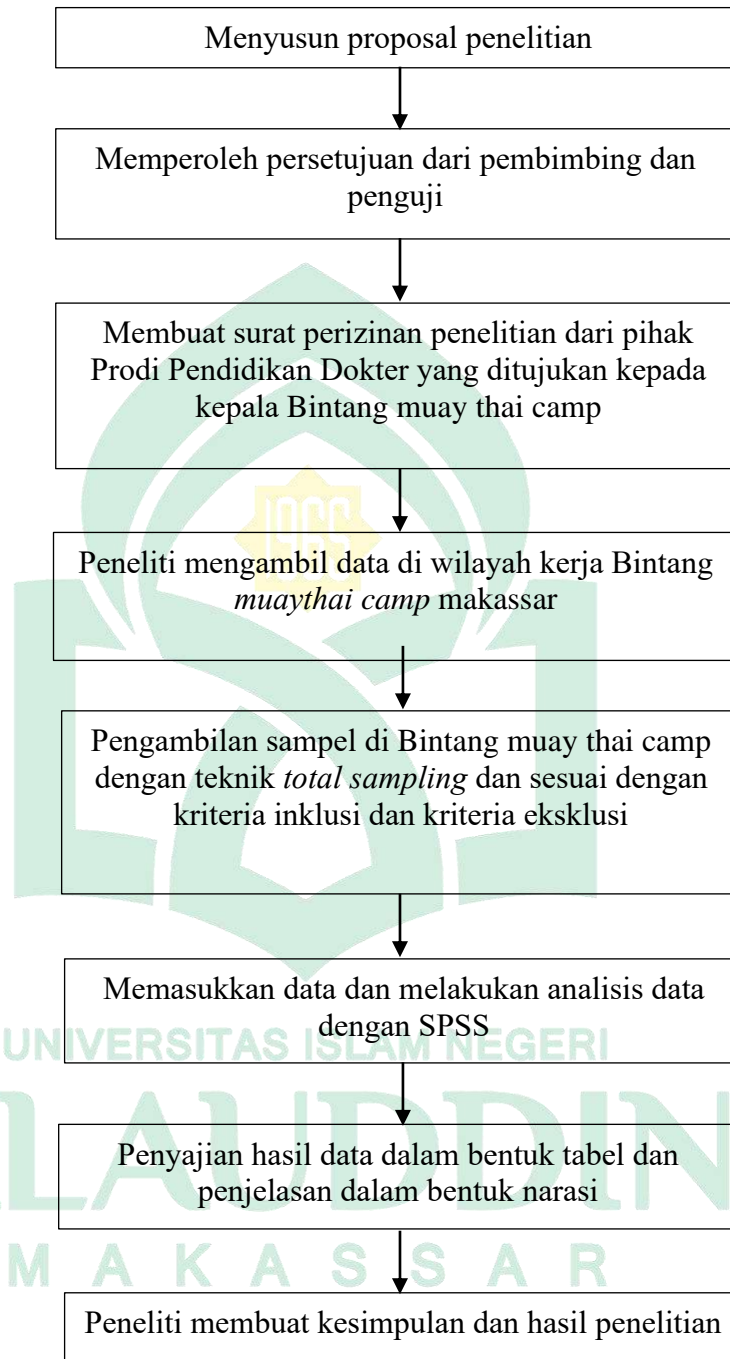 Menyusun proposal penelitian
Memperoleh persetujuan dari pembimbing dan
penguji
Membuat surat perizinan penelitian dari pihak
Prodi Pendidikan Dokter yang ditujukan kepada
kepala Bintang muay thai camp
1965
Peneliti mengambil data di wilayah kerja Bintang
muaythai camp makassar
Pengambilan sampel di Bintang muay thai camp
dengan teknik total sampling dan sesuai dengan
kriteria inklusi dan kriteria eksklusi
Memasukkan data dan melakukan analisis data
dengan SPSS
UNIVERSITAS ISLAM NEGERI
LAUDDIN
Penyajian hasil data dalam bentuk tabel dan
penjelasan dalam bentuk narasi
MAKASSAR
Peneliti membuat kesimpulan dan hasil penelitian